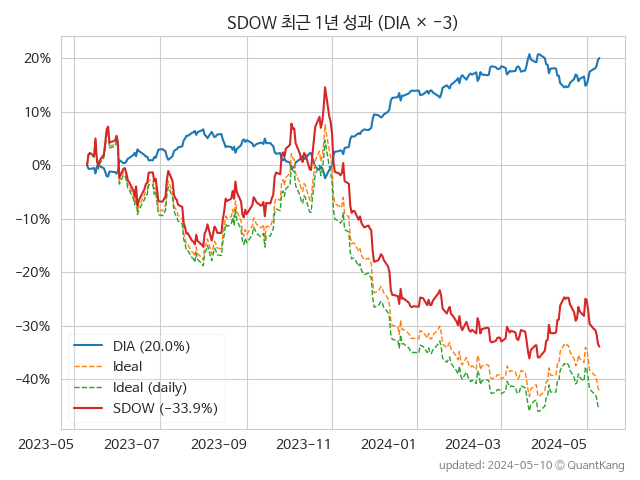 SDOW 최근 1년 성과 (DIA × −3)
20%
10%
0%
−10%
−20%
−30%
−40%
DIA (20.0%)
Ideal
Ideal (daily)
SDOW (−33.9%)
2023-05 2023-07 2023-09 2023-11 2024-01 2024-03 2024-05
updated: 2024-05-10 © QuantKang